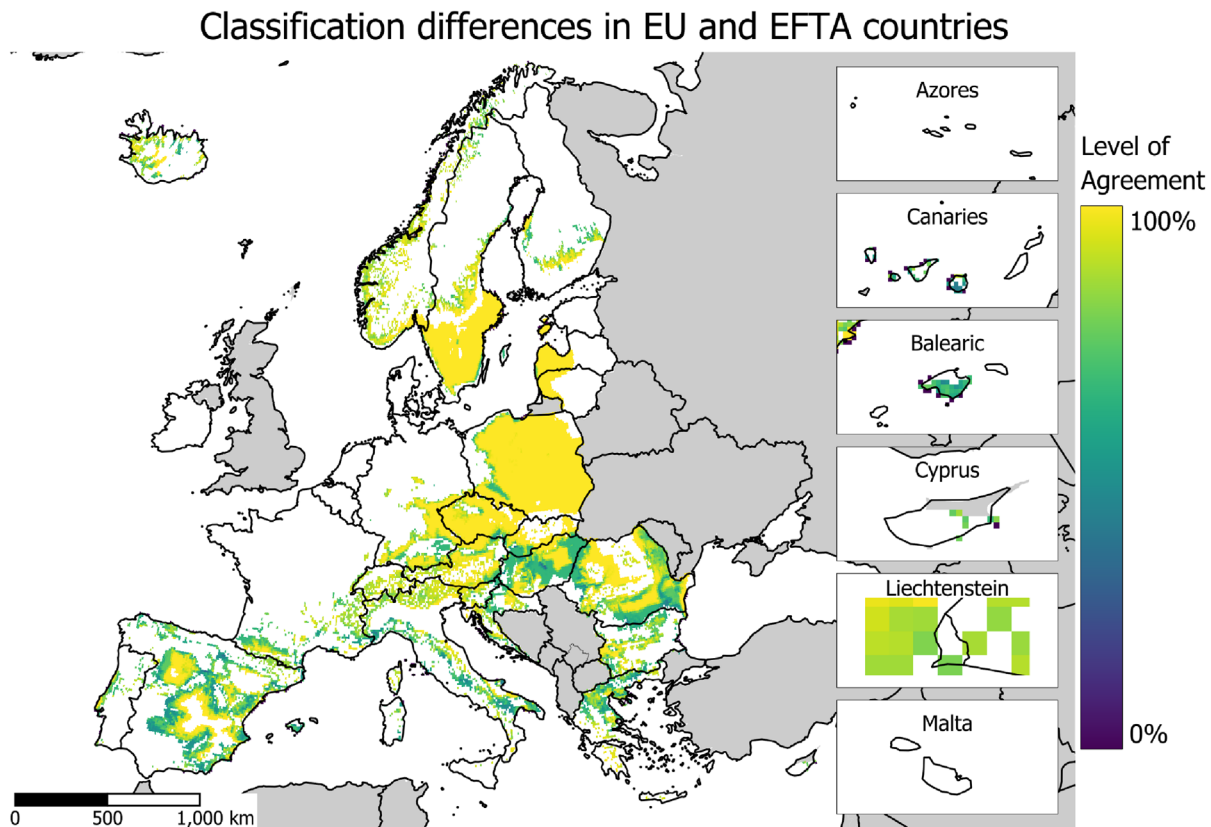 Classification differences in EU and EFTA countries
Azores
Canaries
Balearic
Cyprus
Liechtenstein
Malta
Level of
Agreement
100%
0%
0
500
1,000 km